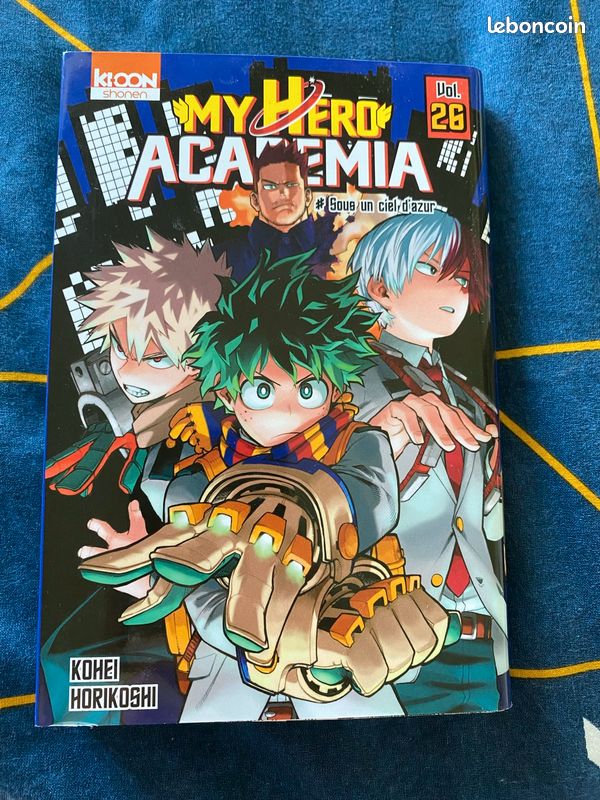 leboncoin
Ki-oon
shonen
MY HERO
ACADEMIA
Vol.
26
# Sous un ciel d'azur
KOHEI
HORIKOSHI